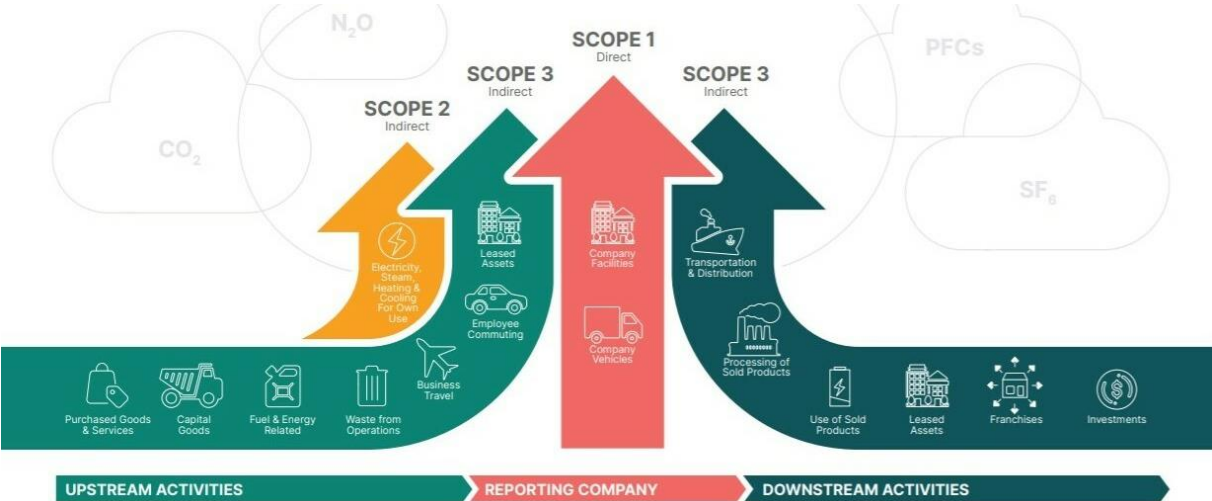 N₂O
CO₂
PFCs
SF₆
SCOPE 2
Indirect
SCOPE 3
Indirect
SCOPE 1
Direct
SCOPE 3
Indirect
Electricity,
Steam,
Heating &
Cooling
For Own
Use
Leased
Assets
Employee
Commuting
Business
Travel
Purchased Goods
& Services
Capital
Goods
Fuel & Energy
Related
Waste from
Operations
Company
Facilities
Company
Vehicles
Transportation
& Distribution
Processing of
Sold Products
Use of Sold
Products
Leased
Assets
Franchises
Investments
UPSTREAM ACTIVITIES
REPORTING COMPANY
DOWNSTREAM ACTIVITIES